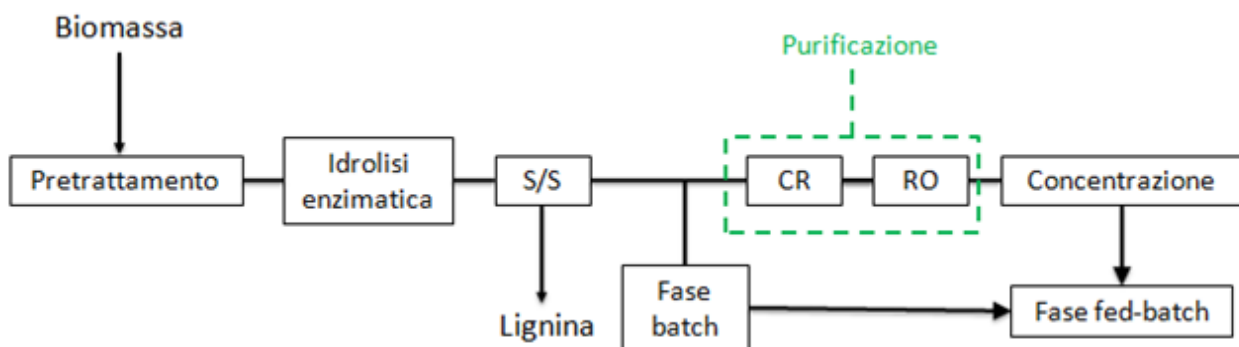 Biomassa
Purificazione
Pretrattamento
Idrolisi
enzimatica
S/S
CR
RO
Concentrazione
Lignina
Fase
batch
Fase fed-batch